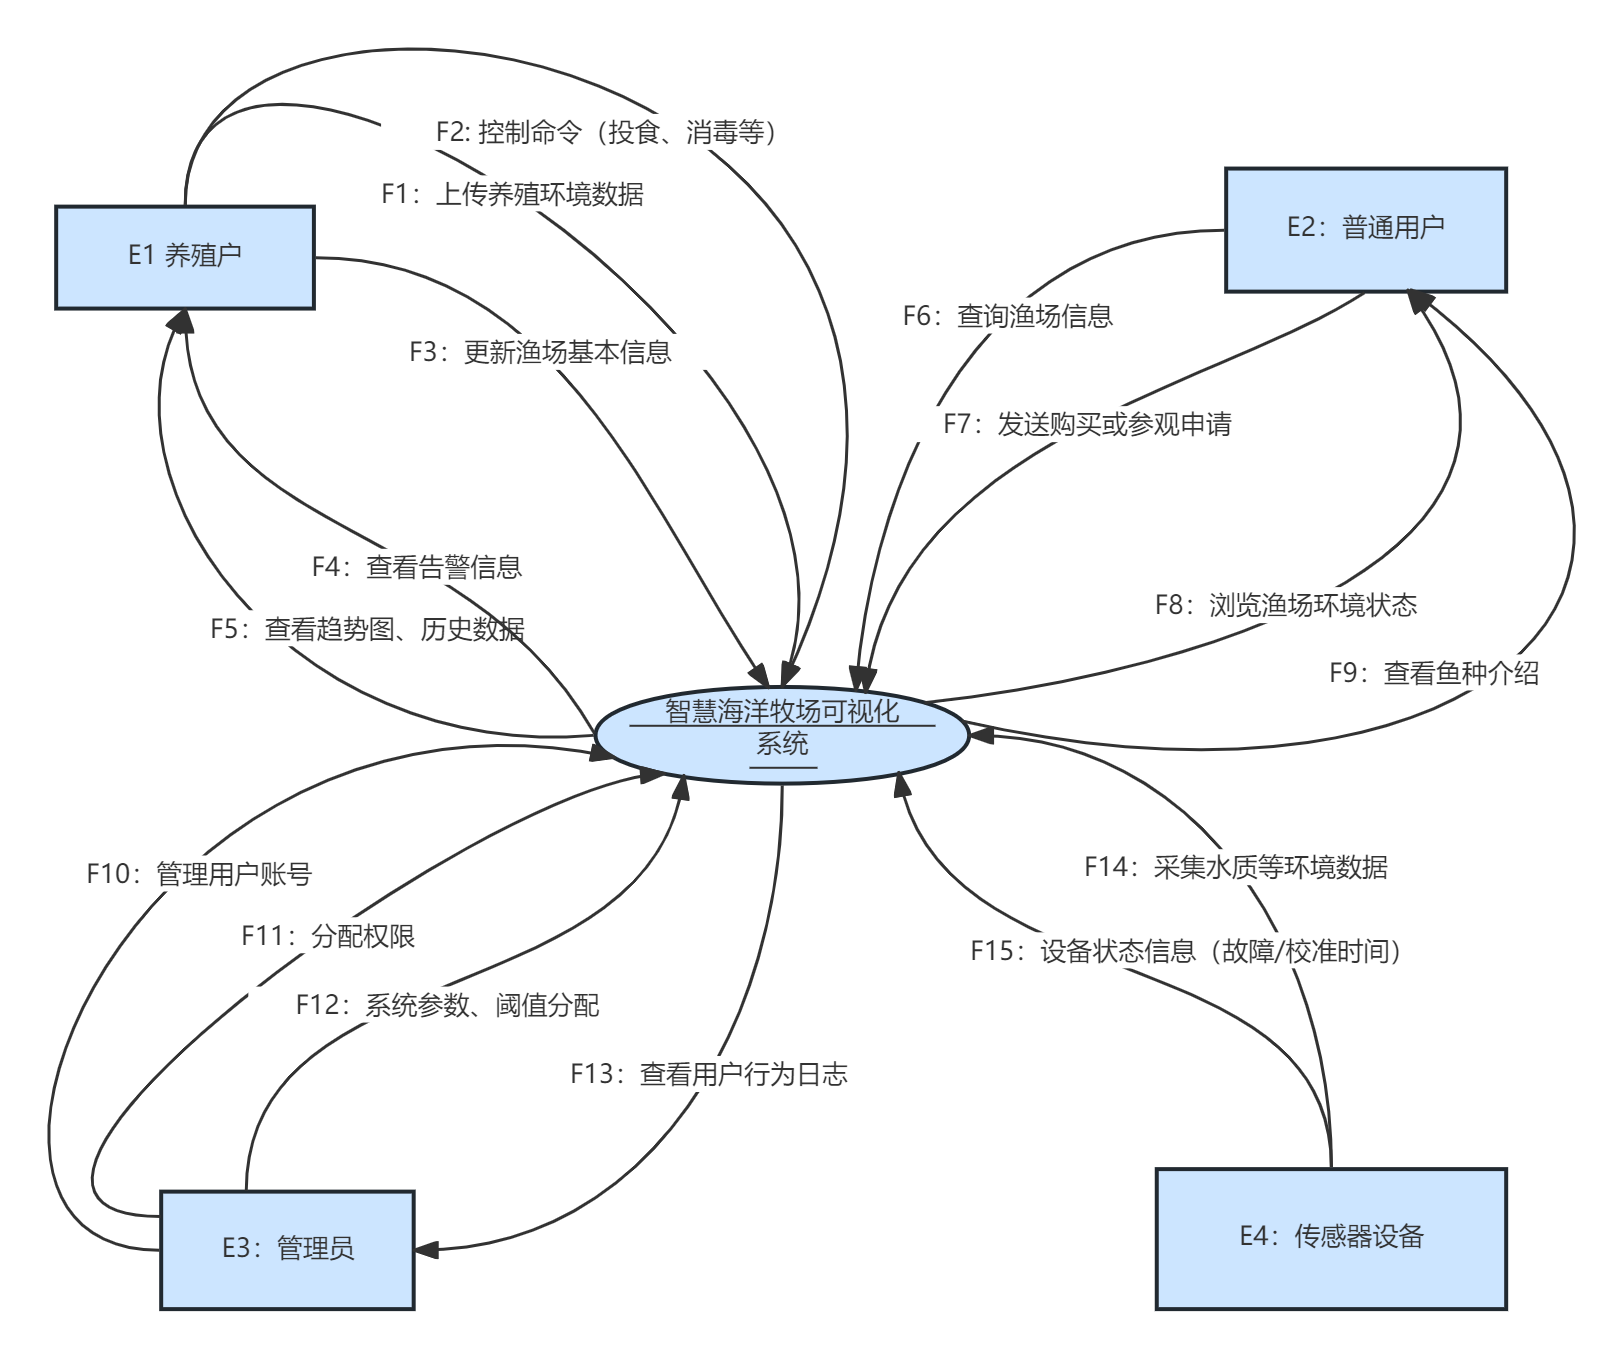 F2: 控制命令（投食、消毒等）
F1：上传养殖环境数据
E1 养殖户
E2：普通用户
F6：查询渔场信息
F3：更新渔场基本信息
F7：发送购买或参观申请
F4：查看告警信息
F5：查看趋势图、历史数据
F8：浏览渔场环境状态
F9：查看鱼种介绍
智慧海洋牧场可视化
系统
F10：管理用户账号
F14：采集水质等环境数据
F11：分配权限
F15：设备状态信息（故障/校准时间）
F12：系统参数、阈值分配
F13：查看用户行为日志
E3：管理员
E4：传感器设备